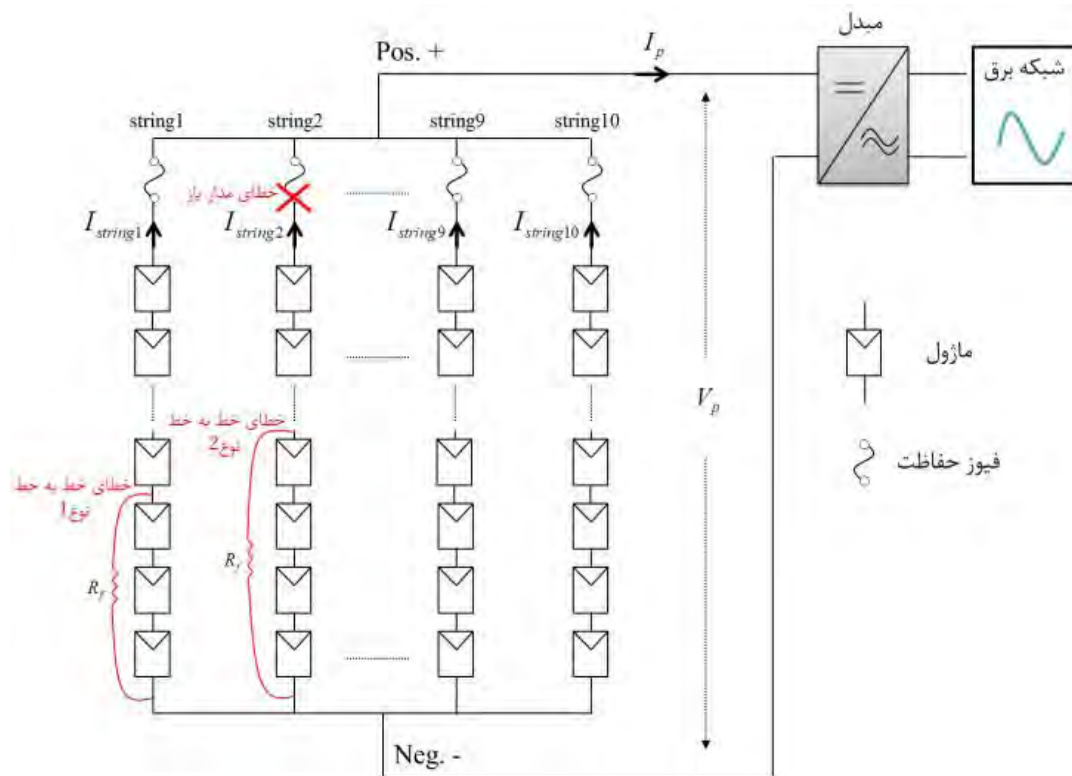 مبدل
Pos. +
I_p
شبکه برق
string1
string2
string9
string10
خطای مدار باز
I_string1
I_string2
I_string9
I_string10
ماژول
V_p
خطای خط به خط
نوع2
فیوز حفاظت
خطای خط به خط
نوع1
R_f
R_f
Neg. -